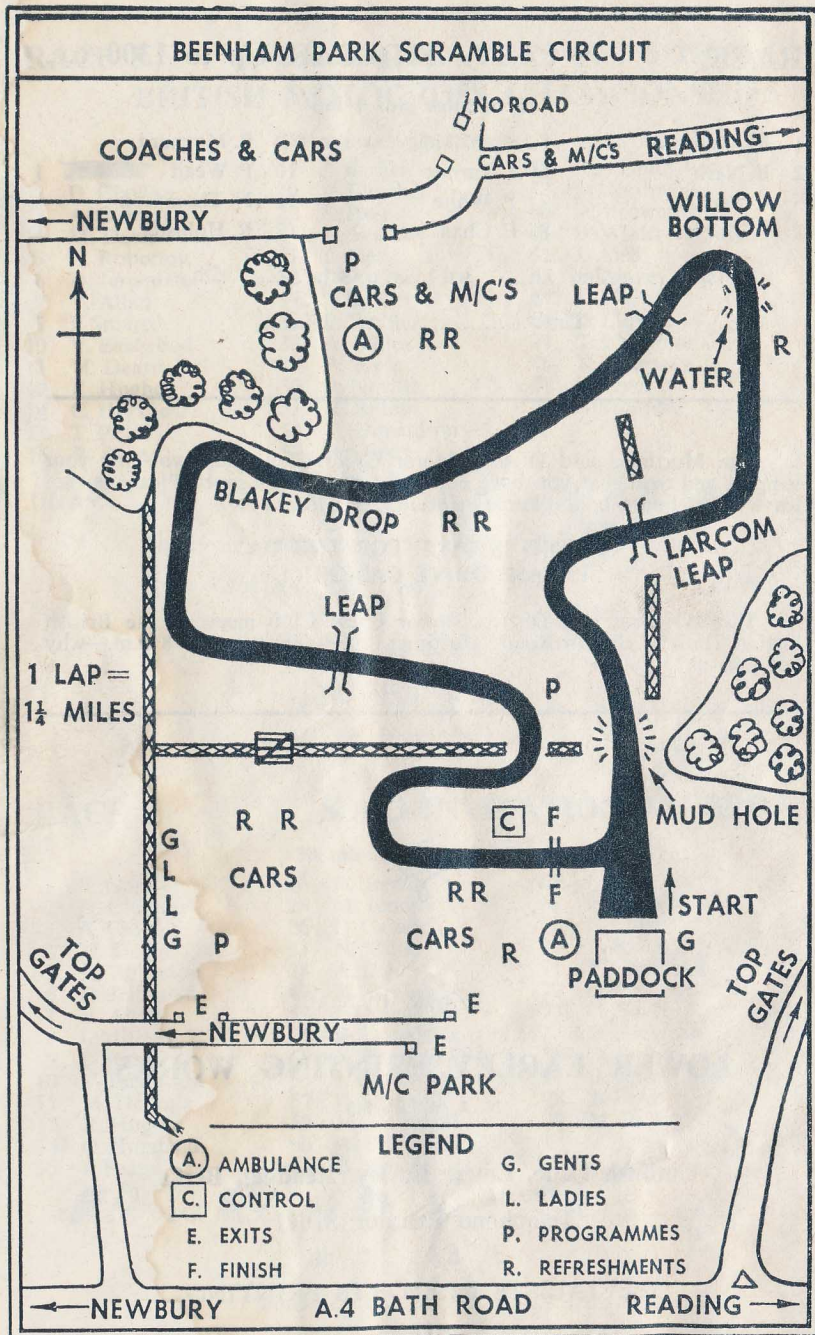 BEENHAM PARK SCRAMBLE CIRCUIT
NO ROAD
COACHES & CARS
CARS & M/C'S READING
NEWBURY
WILLOW
BOTTOM
N
P
CARS & M/C'S
LEAP
A RR
R
WATER
BLAKEY DROP
R R
LARCOM
LEAP
LEAP
1 LAP =
1¼ MILES
P
MUD HOLE
R R
C F
G
L
L
G
CARS
RR
F
START
P
CARS
R
A
G
PADDOCK
TOP
GATES
TOP
GATES
E
E
NEWBURY
E
M/C PARK
LEGEND
A. AMBULANCE
C. CONTROL
E. EXITS
F. FINISH
G. GENTS
L. LADIES
P. PROGRAMMES
R. REFRESHMENTS
NEWBURY A.4 BATH ROAD READING